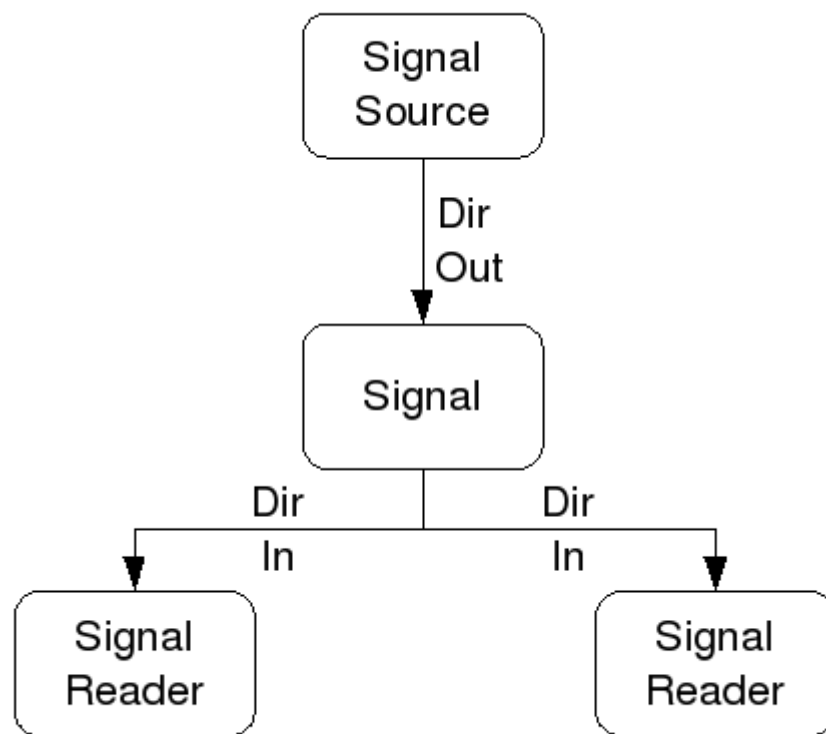 Signal
Source
Dir
Out
Signal
Dir
In
Dir
In
Signal
Reader
Signal
Reader